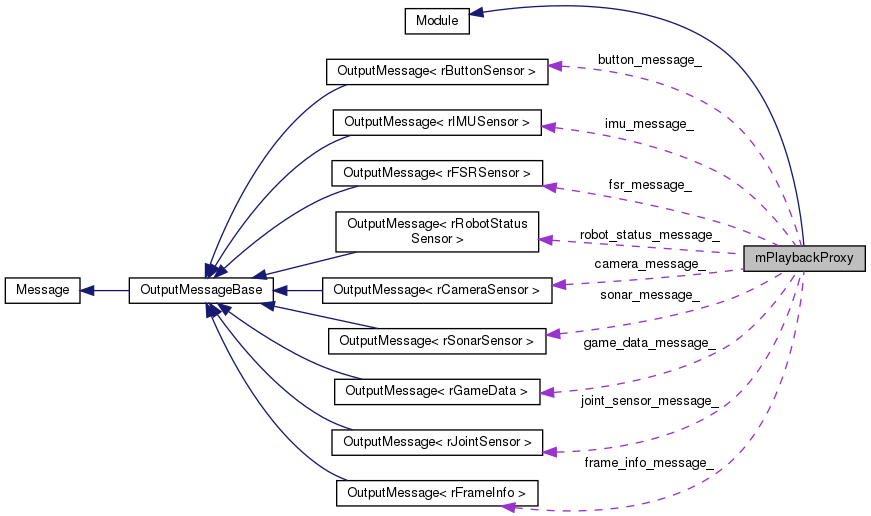 Module
OutputMessage< rButtonSensor >
button_message_
OutputMessage< rIMUSensor >
imu_message_
OutputMessage< rFSRSensor >
fsr_message_
OutputMessage< rRobotStatus
Sensor >
robot_status_message_
mPlaybackProxy
camera_message_
Message
OutputMessageBase
OutputMessage< rCameraSensor >
sonar_message_
OutputMessage< rSonarSensor >
game_data_message_
OutputMessage< rGameData >
joint_sensor_message_
OutputMessage< rJointSensor >
frame_info_message_
OutputMessage< rFrameInfo >